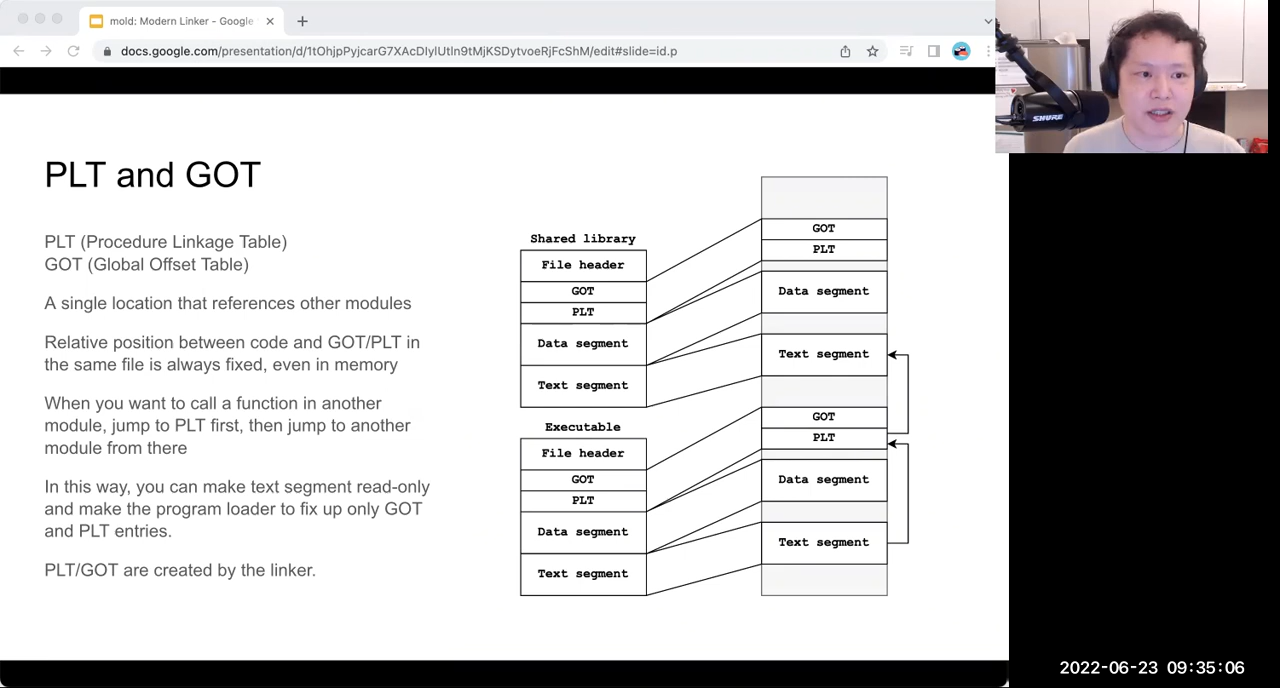 mold: Modern Linker - Google
docs.google.com/presentation/d/1tOhjpPyjcarG7XAcDIylUtIn9tMjKSDytvoeRjFcShM/edit#slide=id.p
SHURE
PLT and GOT
PLT (Procedure Linkage Table)
GOT (Global Offset Table)
A single location that references other modules
Relative position between code and GOT/PLT in
the same file is always fixed, even in memory
When you want to call a function in another
module, jump to PLT first, then jump to another
module from there
In this way, you can make text segment read-only
and make the program loader to fix up only GOT
and PLT entries.
PLT/GOT are created by the linker.
Shared library
File header
GOT
PLT
Data segment
Text segment
Executable
File header
GOT
PLT
Data segment
Text segment
GOT
PLT
Data segment
Text segment
GOT
PLT
Data segment
Text segment
2022-06-23 09:35:06